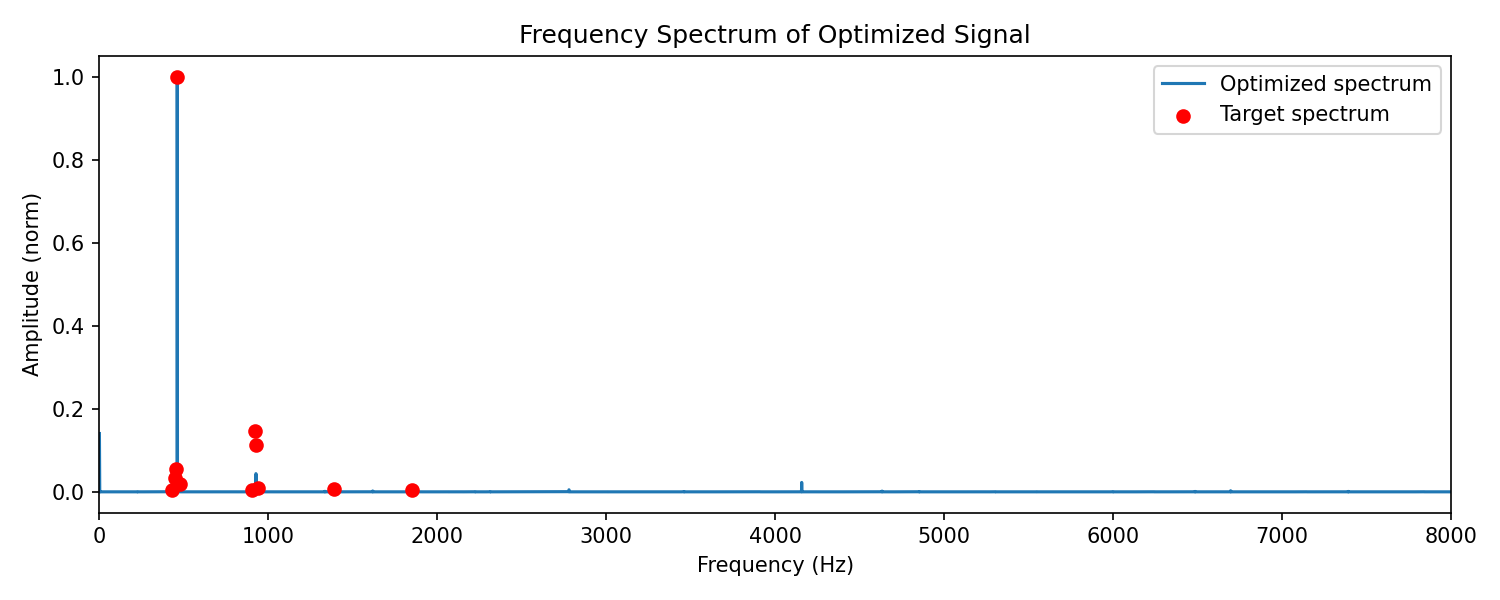 Frequency Spectrum of Optimized Signal
Optimized spectrum
Target spectrum
Amplitude (norm)
1.0
0.8
0.6
0.4
0.2
0.0
0 1000 2000 3000 4000 5000 6000 7000 8000
Frequency (Hz)